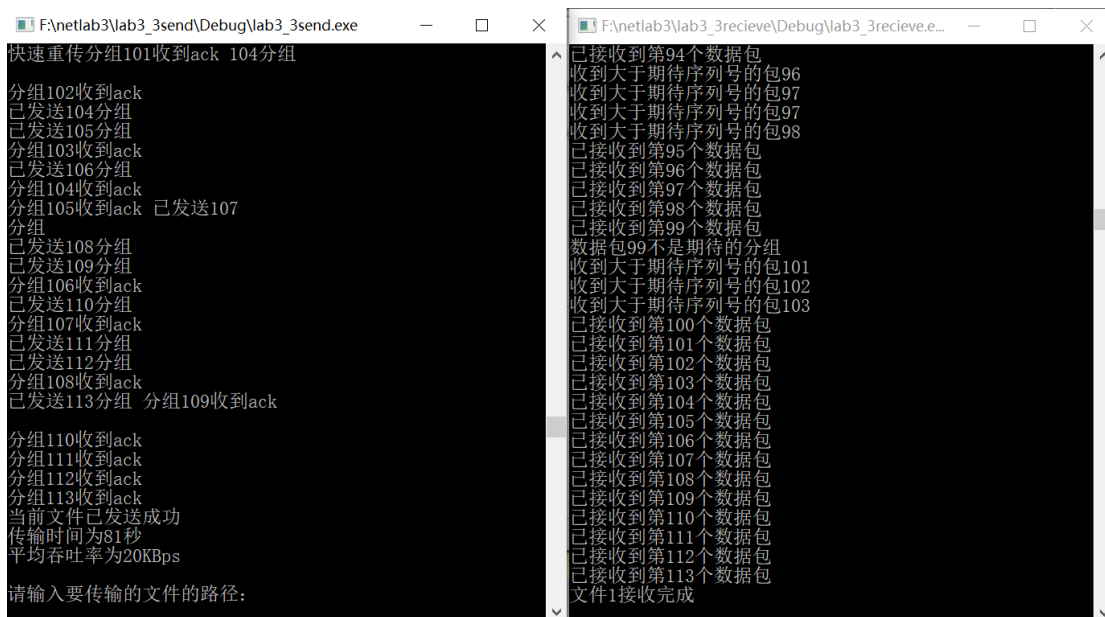 F:\netlab3\lab3_3send\Debug\lab3_3send.exe
快速重传分组101收到ack 104分组
分组102收到ack
已发送104分组
已发送105分组
分组103收到ack
已发送106分组
分组104收到ack
分组105收到ack 已发送107
分组
已发送108分组
已发送109分组
分组106收到ack
已发送110分组
分组107收到ack
已发送111分组
已发送112分组
分组108收到ack
已发送113分组 分组109收到ack
分组110收到ack
分组111收到ack
分组112收到ack
分组113收到ack
当前文件已发送成功
传输时间为81秒
平均吞吐率为20KBps
请输入要传输的文件的路径:
F:\netlab3\lab3_3recieve\Debug\lab3_3recieve.e...
已接收到第94个数据包
收到大于期待序列号的包96
收到大于期待序列号的包97
收到大于期待序列号的包97
收到大于期待序列号的包98
已接收到第95个数据包
已接收到第96个数据包
已接收到第97个数据包
已接收到第98个数据包
已接收到第99个数据包
数据包99不是期待的分组
收到大于期待序列号的包101
收到大于期待序列号的包102
收到大于期待序列号的包103
已接收到第100个数据包
已接收到第101个数据包
已接收到第102个数据包
已接收到第103个数据包
已接收到第104个数据包
已接收到第105个数据包
已接收到第106个数据包
已接收到第107个数据包
已接收到第108个数据包
已接收到第109个数据包
已接收到第110个数据包
已接收到第111个数据包
已接收到第112个数据包
已接收到第113个数据包
文件1接收完成